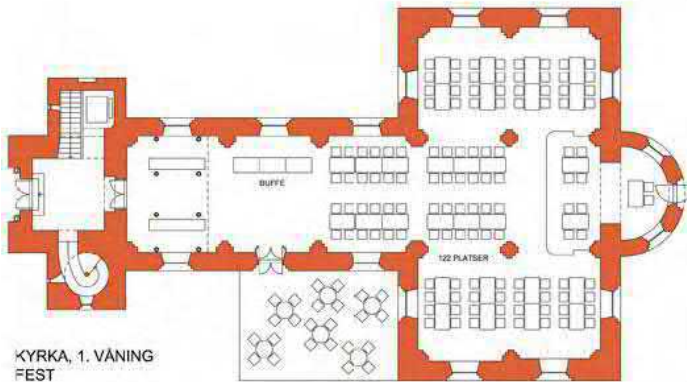 BUFFÉ
122 PLATSER
KYRKA, 1. VÅNING
FEST